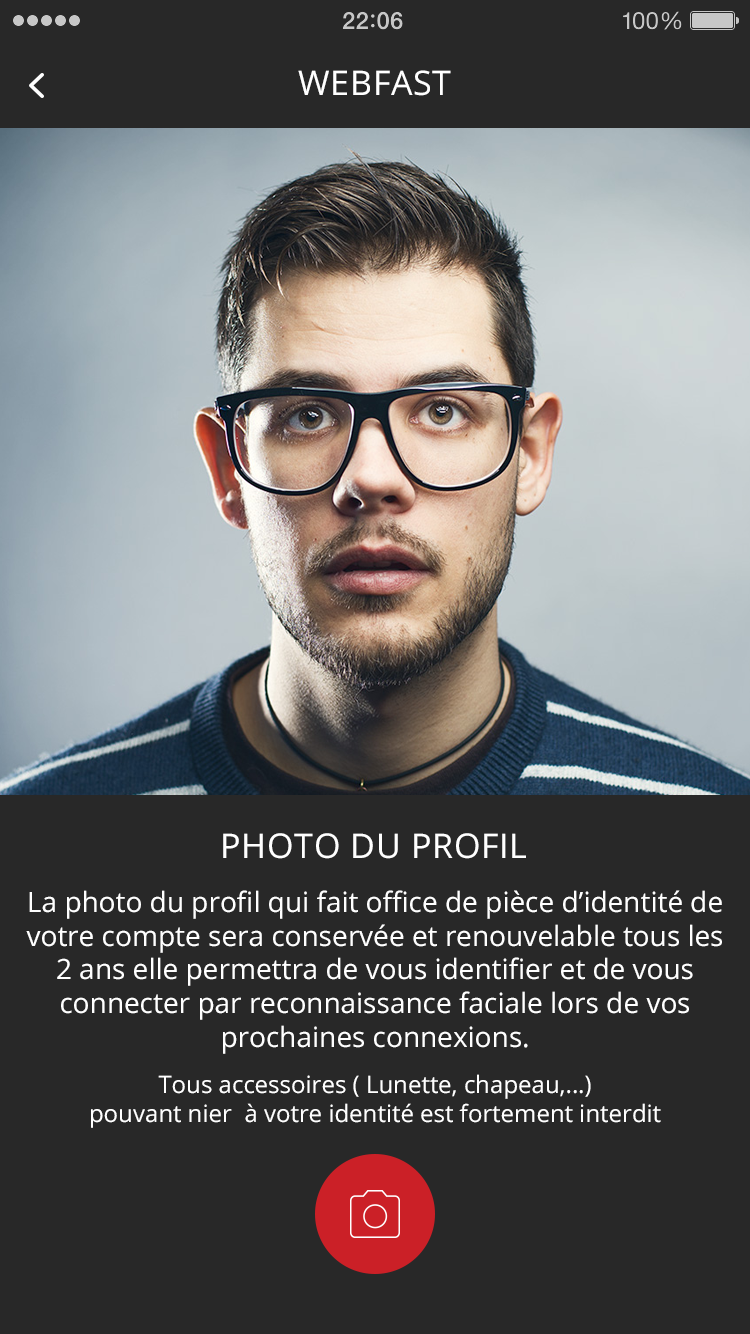 22:06
100%
WEBFAST
PHOTO DU PROFIL
La photo du profil qui fait office de pièce d’identité de
votre compte sera conservée et renouvelable tous les
2 ans elle permettra de vous identifier et de vous
connecter par reconnaissance faciale lors de vos
prochaines connexions.
Tous accessoires ( Lunette, chapeau,...)
pouvant nier  à votre identité est fortement interdit